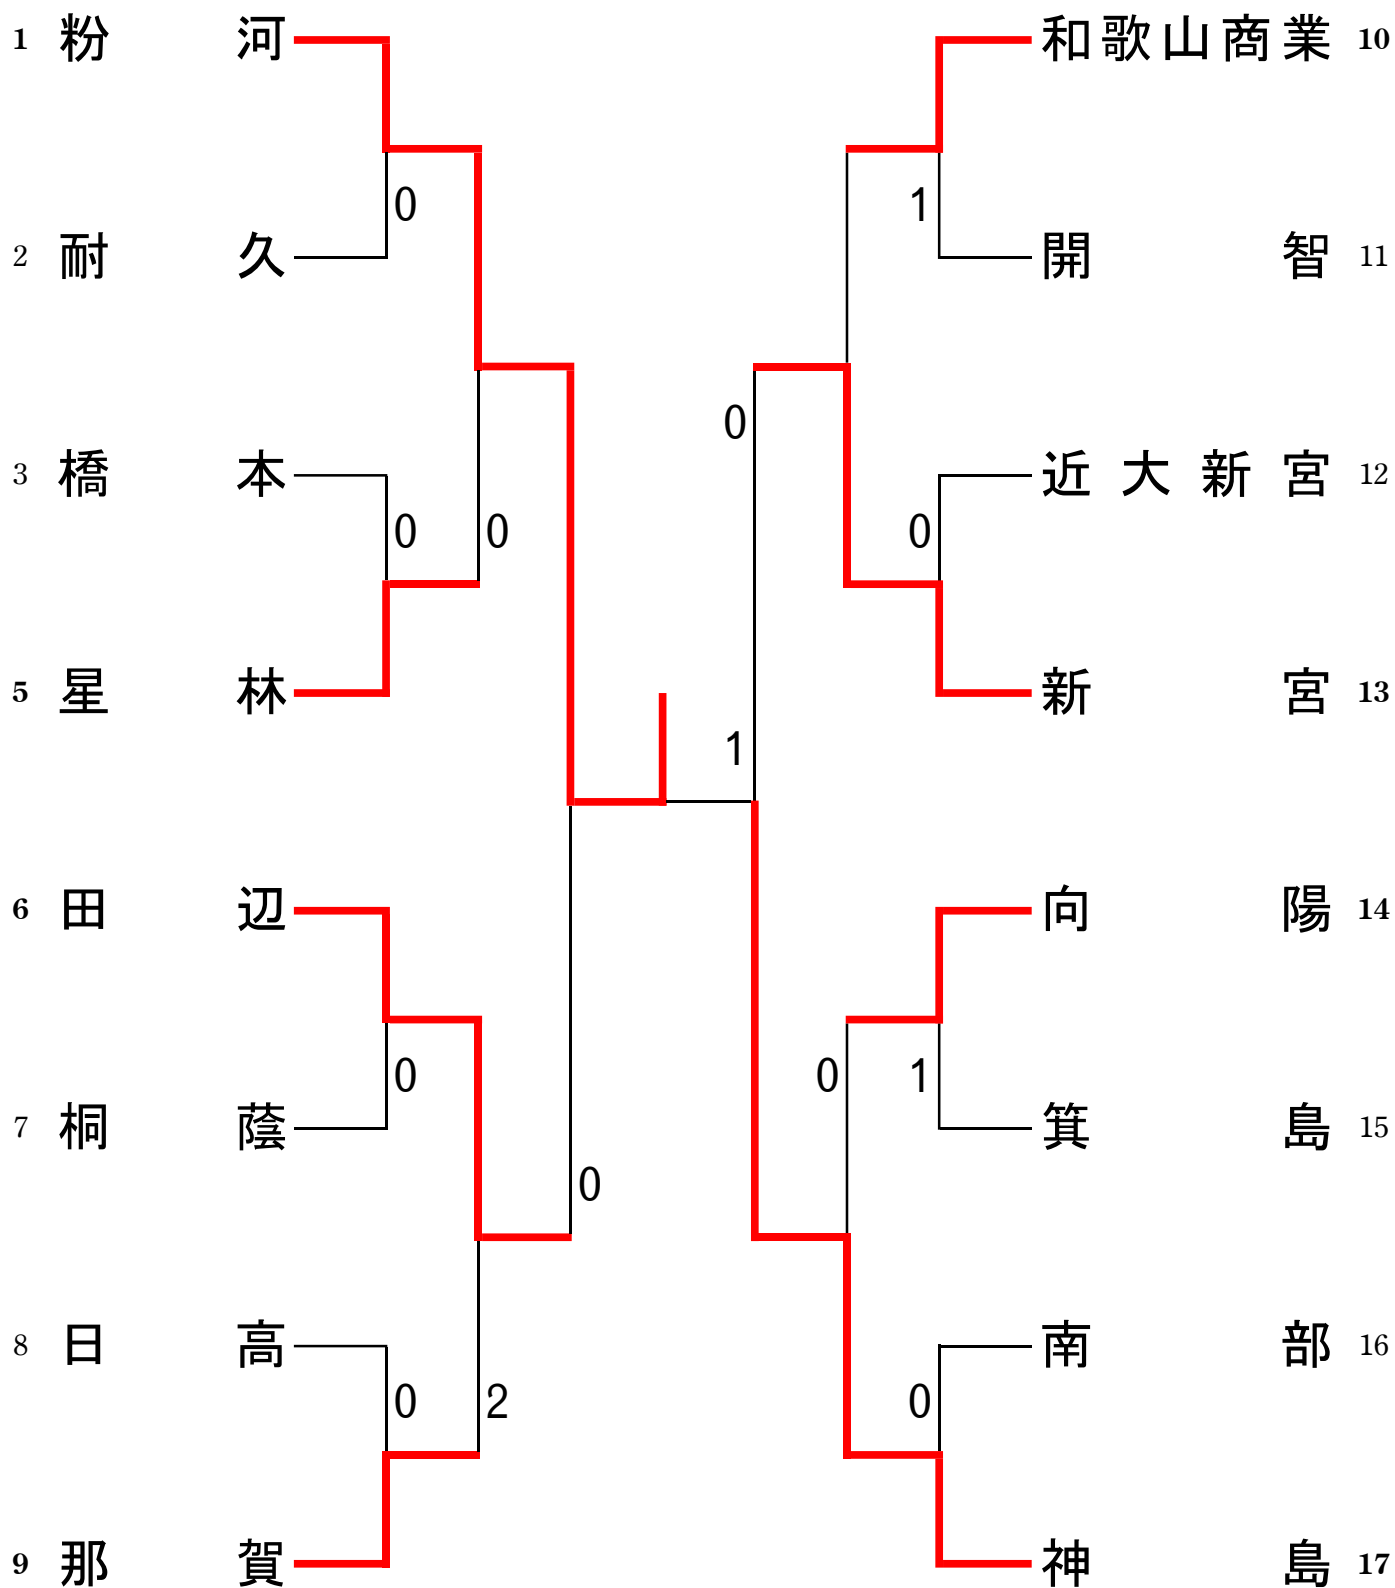 1 粉河
0
2 耐久
3 橋本
0
0
5 星林
6 田辺
0
7 桐蔭
0
8 日高
0
2
9 那賀
和歌山商業 10
1
開智 11
0
近大新宮 12
0
新宮 13
1
向陽 14
0
1
箕島 15
南部 16
0
神島 17